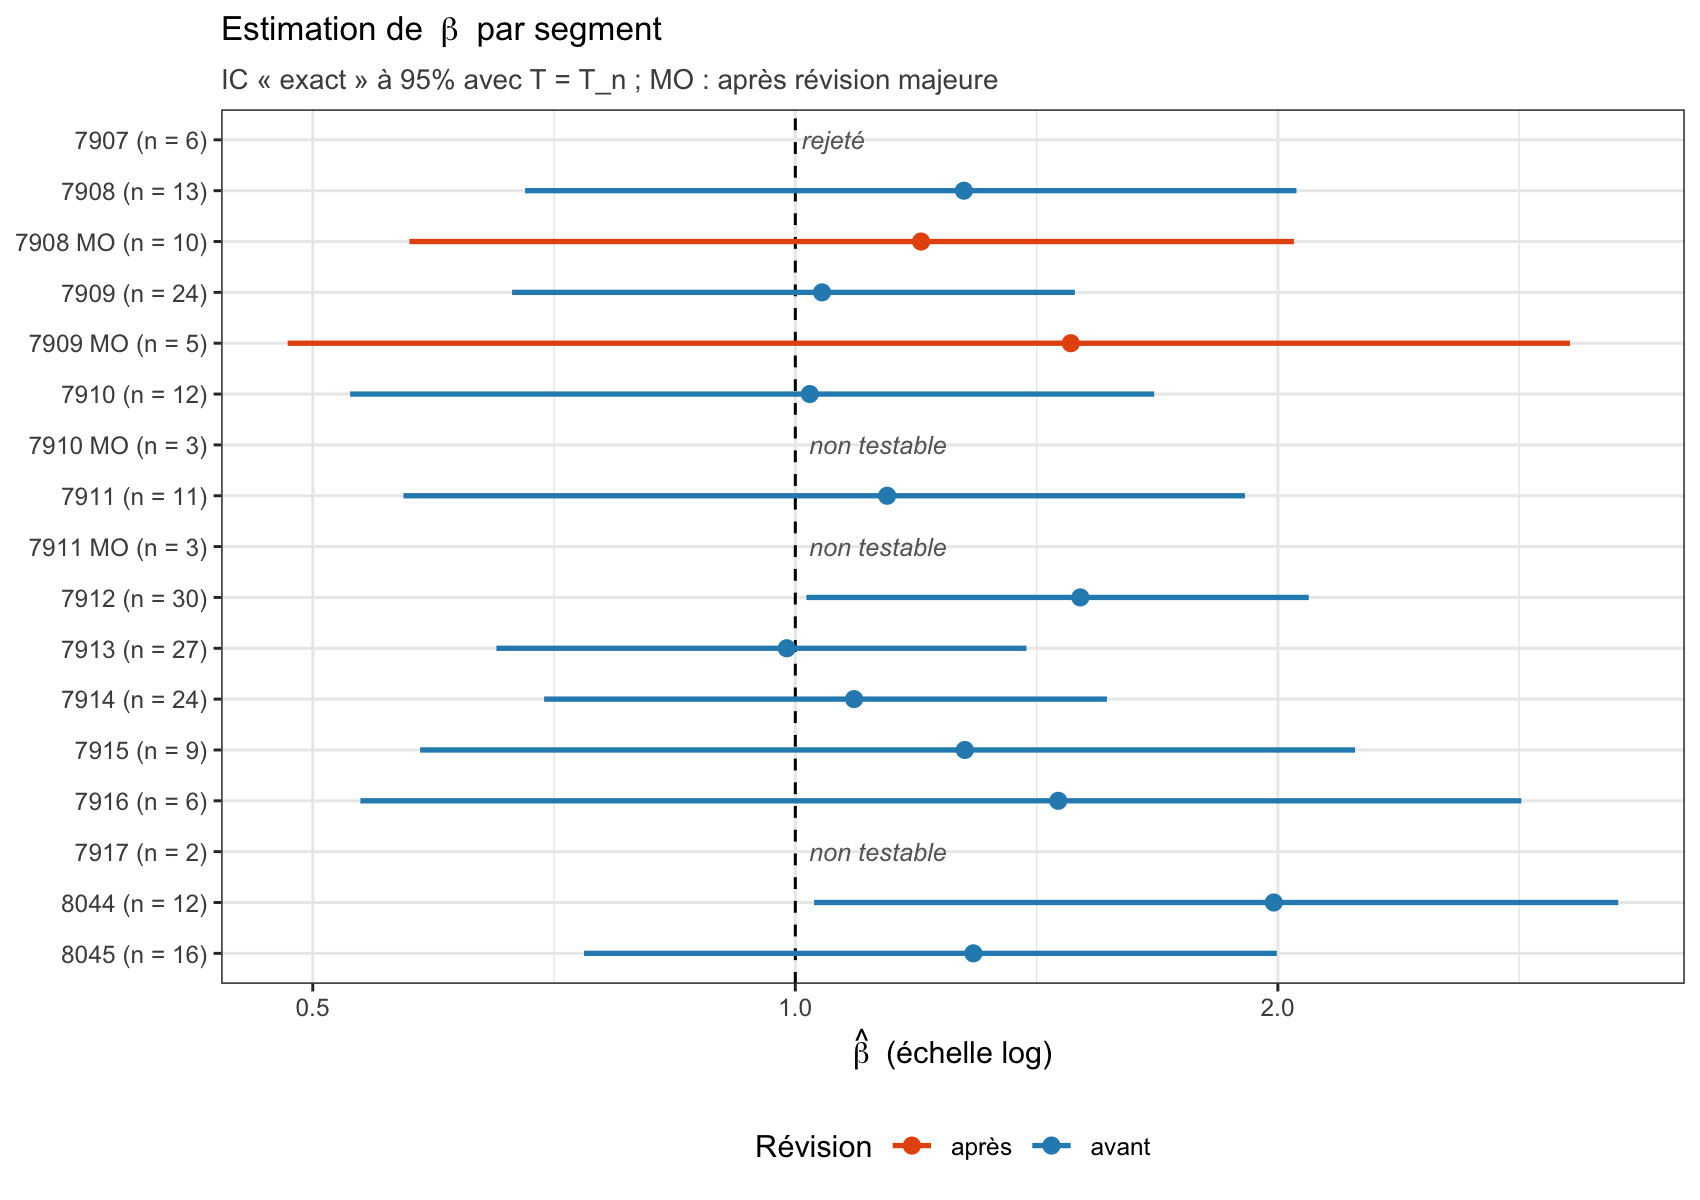 Estimation de β par segment
IC « exact » à 95% avec T = T_n ; MO : après révision majeure
7907 (n = 6)
rejeté
7908 (n = 13)
7908 MO (n = 10)
7909 (n = 24)
7909 MO (n = 5)
7910 (n = 12)
7910 MO (n = 3)
non testable
7911 (n = 11)
7911 MO (n = 3)
non testable
7912 (n = 30)
7913 (n = 27)
7914 (n = 24)
7915 (n = 9)
7916 (n = 6)
7917 (n = 2)
non testable
8044 (n = 12)
8045 (n = 16)
0.5 1.0 2.0
β̂ (échelle log)
Révision après avant